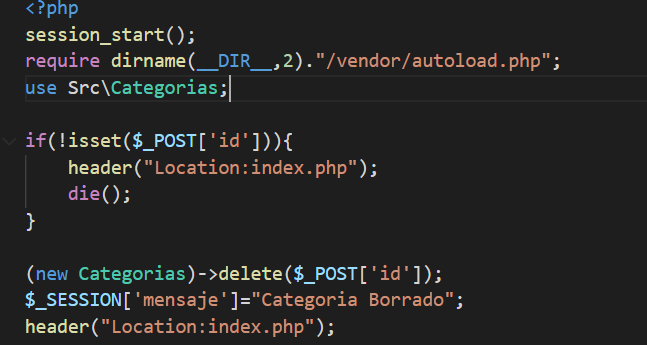 <?php
session_start();
require dirname(__DIR__,2)."/vendor/autoload.php";
use Src\Categorias;
if(!isset($_POST['id'])){
    header("Location:index.php");
    die();
}
(new Categorias)->delete($_POST['id']);
$_SESSION['mensaje']="Categoria Borrado";
header("Location:index.php");